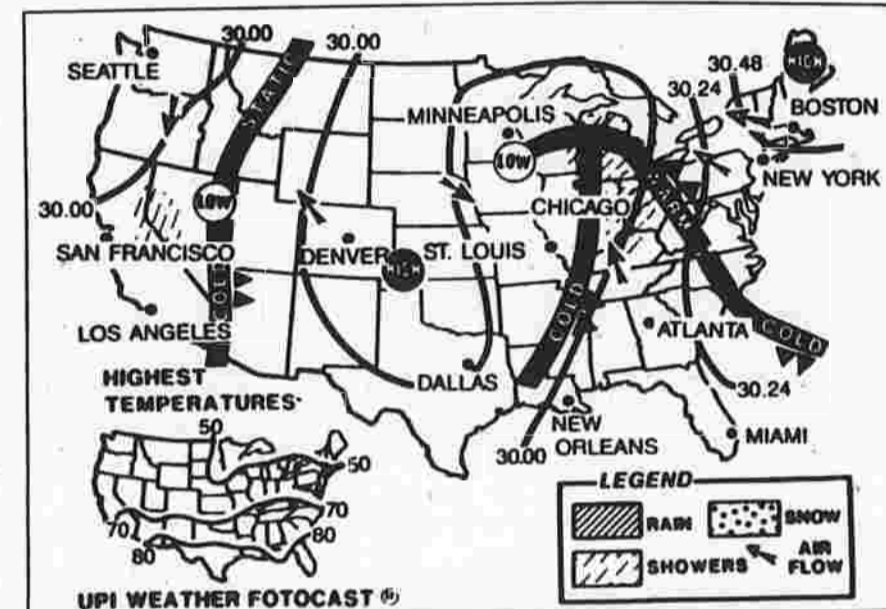 30.00
30.00
30.48
30.24
HIGH
SEATTLE
STATIC
MINNEAPOLIS
BOSTON
LOW
NEW YORK
30.00
LOW
CHICAGO
WARM
SAN FRANCISCO
DENVER
HIGH
ST. LOUIS
COLD
LOS ANGELES
COLD
ATLANTA
COLD
HIGHEST
TEMPERATURES
DALLAS
30.24
NEW
ORLEANS
MIAMI
30.00
50
50
70
70
80
80
LEGEND
RAIN
SNOW
SHOWERS
AIR
FLOW
UPI WEATHER FOTOCAST ®